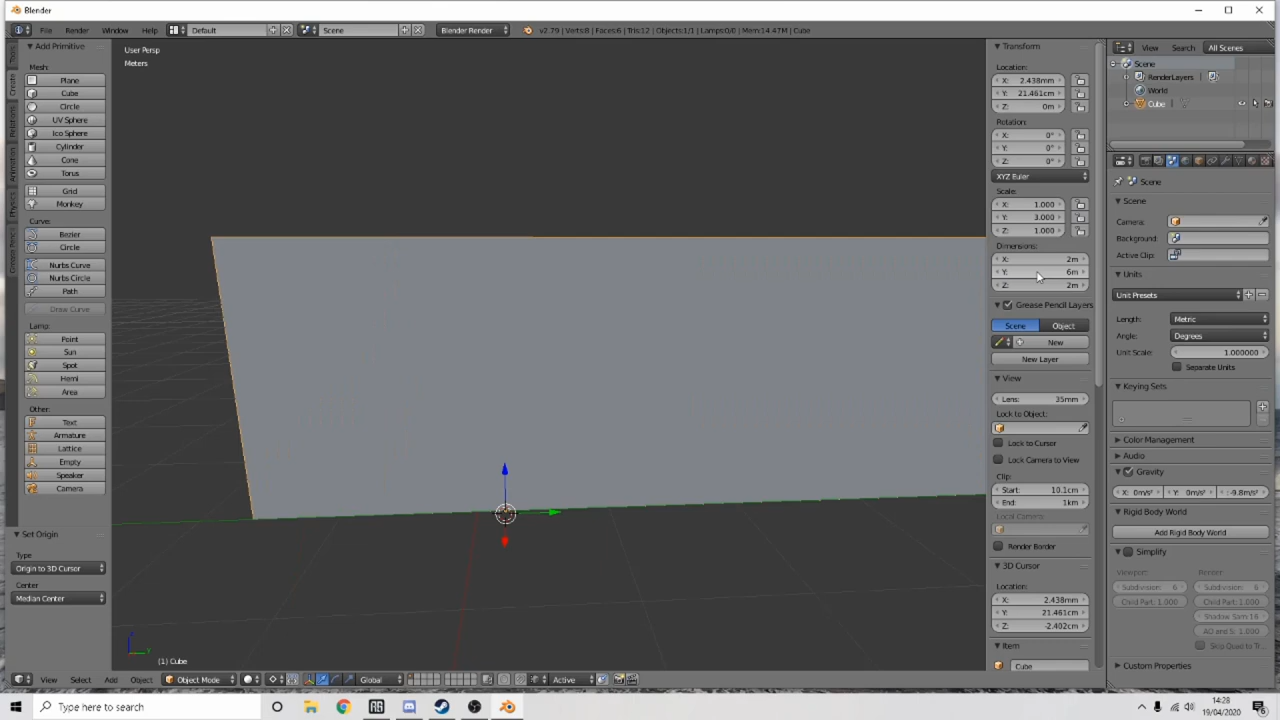 Blender
File Render Window Help Default Scene Blender Render v2.79 | Verts:8 | Faces:6 | Tris:12 | Objects:1/1 | Lamps:0/0 | Mem:14.47M | Cube
Tools
Create
Relations
Animation
Physics
Grease Pencil
Add Primitive
Mesh:
Plane
Cube
Circle
UV Sphere
Ico Sphere
Cylinder
Cone
Torus
Grid
Monkey
Curve:
Bezier
Circle
Nurbs Curve
Nurbs Circle
Path
Draw Curve
Lamp:
Point
Sun
Spot
Hemi
Area
Other:
Text
Armature
Lattice
Empty
Speaker
Camera
Set Origin
Type
Origin to 3D Cursor
Center
Median Center
User Persp
Meters
(1) Cube
View Select Add Object Object Mode Global Active
Transform
Location:
X: 2.438mm
Y: 21.461cm
Z: 0m
Rotation:
X: 0°
Y: 0°
Z: 0°
XYZ Euler
Scale:
X: 1.000
Y: 3.000
Z: 1.000
Dimensions:
X: 2m
Y: 6m
Z: 2m
Grease Pencil Layers
Scene Object
New
New Layer
View
Lens: 35mm
Lock to Object:
Lock to Cursor
Lock Camera to View
Clip:
Start: 10.1cm
End: 1km
Local Camera:
Render Border
3D Cursor
Location:
X: 2.438mm
Y: 21.461cm
Z: -2.402cm
Item
Cube
View Search: All Scenes
Scene
RenderLayers
World
Cube
Scene
Scene
Camera:
Background:
Active Clip:
Units
Unit Presets
Length: Metric
Angle: Degrees
Unit Scale: 1.000000
Separate Units
Keying Sets
Color Management
Audio
Gravity
X: 0m/s² Y: 0m/s² :-9.8m/s²
Rigid Body World
Add Rigid Body World
Simplify
Viewport: Render:
Subdivision: 6 Subdivision: 6
Child Part: 1.000 Child Part: 1.000
Shadow Sam:16
AO and S: 1.000
Skip Quad to Tr...
Custom Properties
Type here to search
14:28
19/04/2020